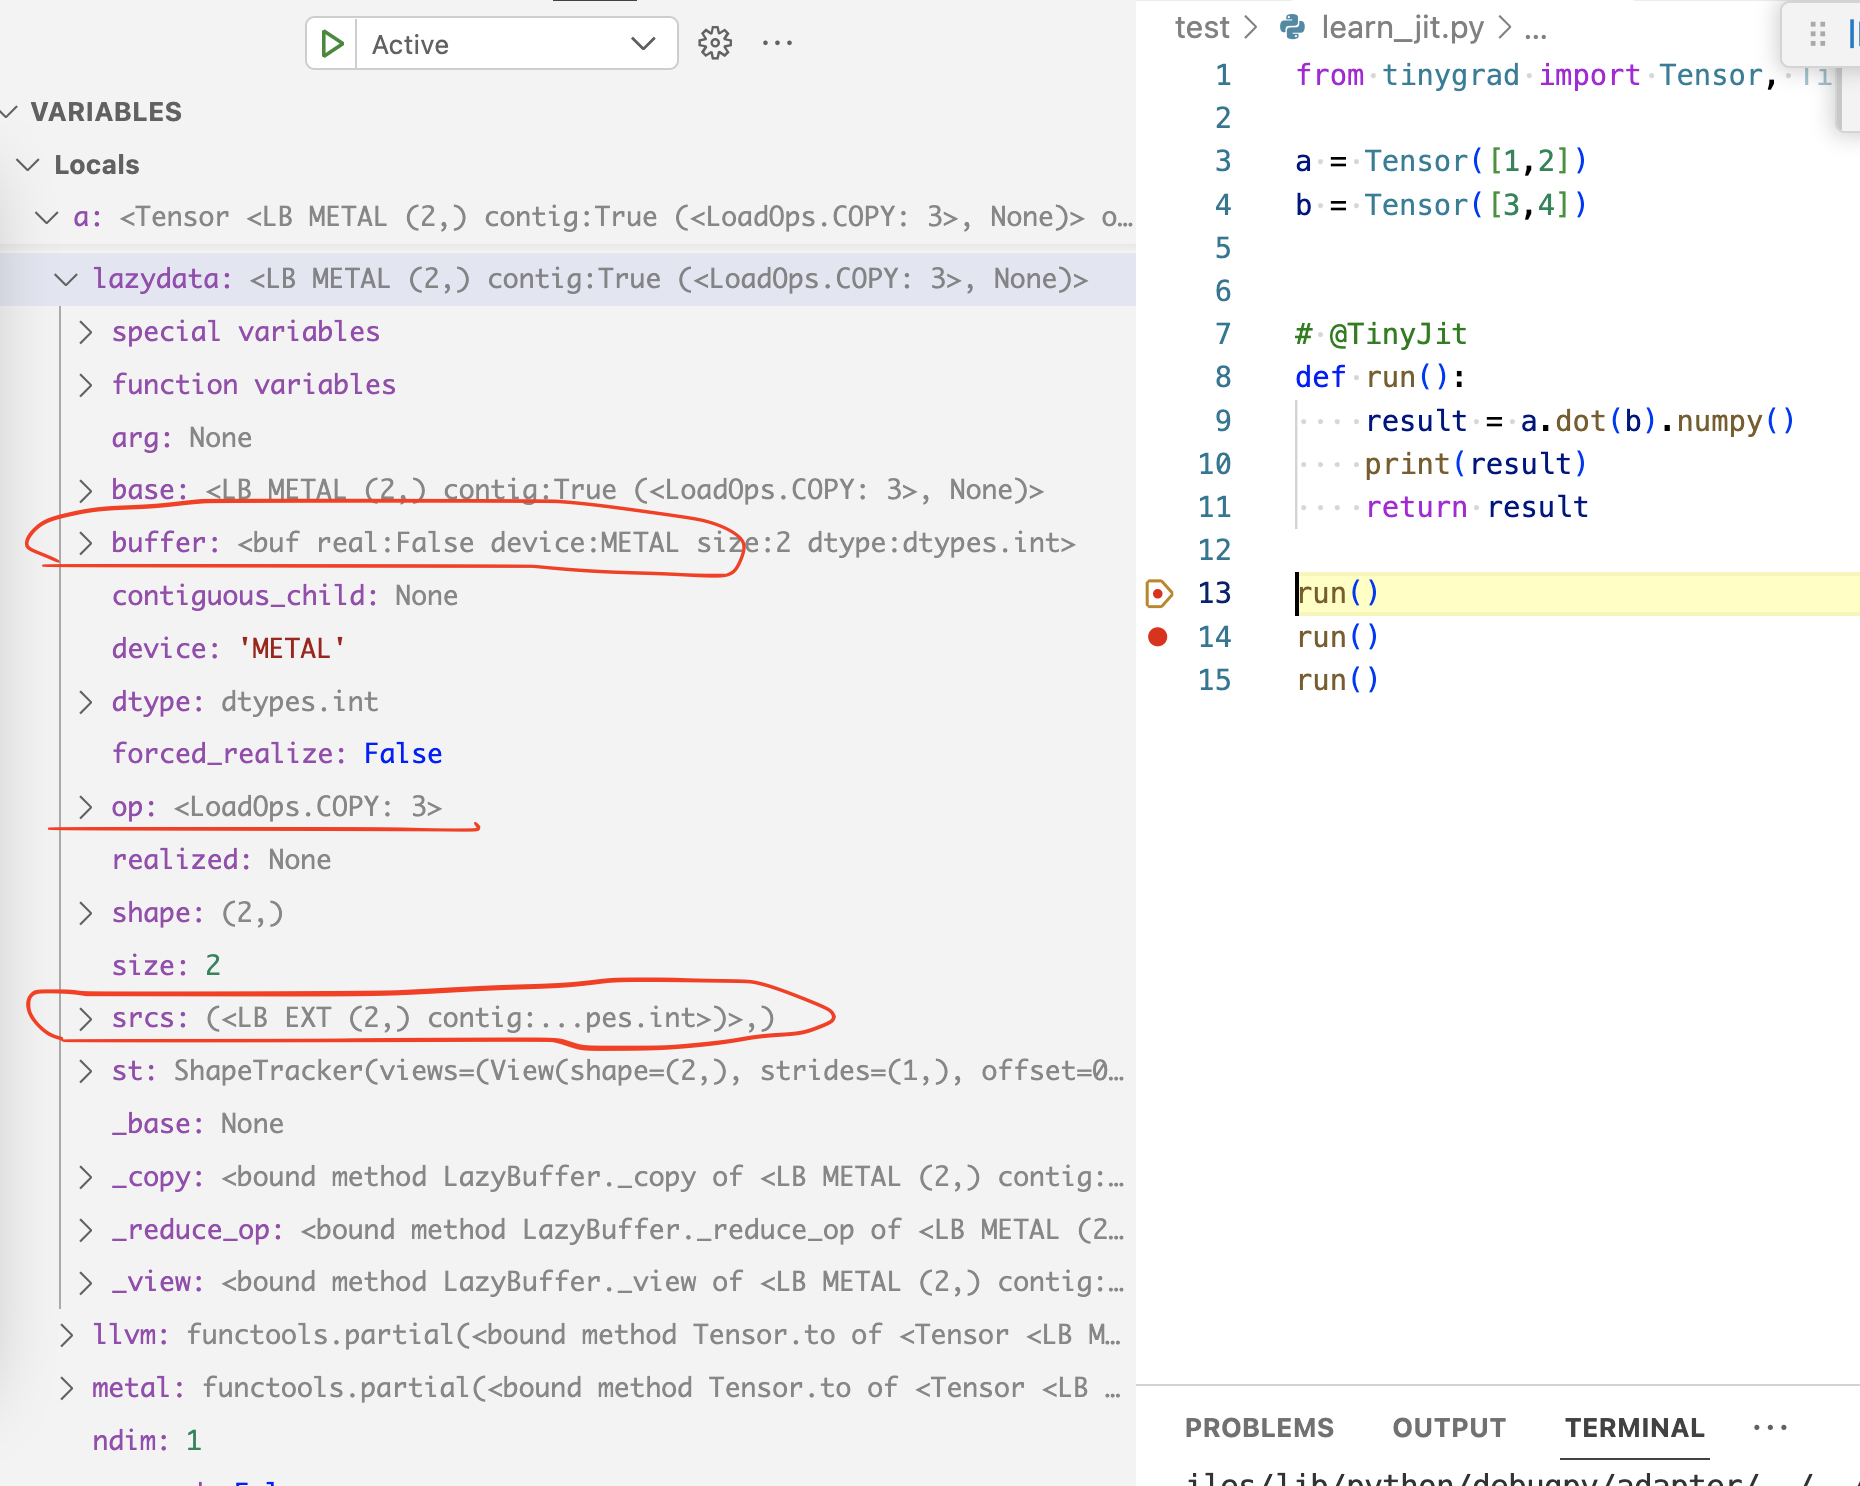 Active
VARIABLES
Locals
a: <Tensor <LB METAL (2,) contig:True (<LoadOps.COPY: 3>, None)> o…
lazydata: <LB METAL (2,) contig:True (<LoadOps.COPY: 3>, None)>
special variables
function variables
arg: None
base: <LB METAL (2,) contig:True (<LoadOps.COPY: 3>, None)>
buffer: <buf real:False device:METAL size:2 dtype:dtypes.int>
contiguous_child: None
device: 'METAL'
dtype: dtypes.int
forced_realize: False
op: <LoadOps.COPY: 3>
realized: None
shape: (2,)
size: 2
srcs: (<LB EXT (2,) contig:...pes.int>)>,)
st: ShapeTracker(views=(View(shape=(2,), strides=(1,), offset=0…
_base: None
_copy: <bound method LazyBuffer._copy of <LB METAL (2,) contig:…
_reduce_op: <bound method LazyBuffer._reduce_op of <LB METAL (2…
_view: <bound method LazyBuffer._view of <LB METAL (2,) contig:…
llvm: functools.partial(<bound method Tensor.to of <Tensor <LB M…
metal: functools.partial(<bound method Tensor.to of <Tensor <LB …
ndim: 1
test > learn_jit.py > ...
1 from tinygrad import Tensor, Ti
2
3 a = Tensor([1,2])
4 b = Tensor([3,4])
5
6
7 # @TinyJit
8 def run():
9 result = a.dot(b).numpy()
10 print(result)
11 return result
12
13 run()
14 run()
15 run()
PROBLEMS OUTPUT TERMINAL ...
iles/lib/python/debugpy/adapter/../